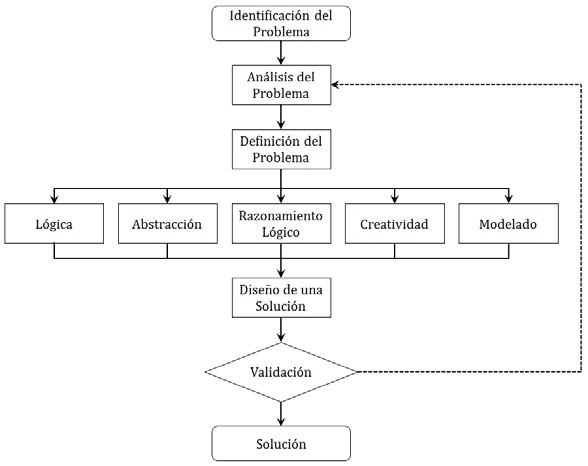 Identificación del
Problema
Análisis del
Problema
Definición del
Problema
Lógica
Abstracción
Razonamiento
Lógico
Creatividad
Modelado
Diseño de una
Solución
Validación
Solución